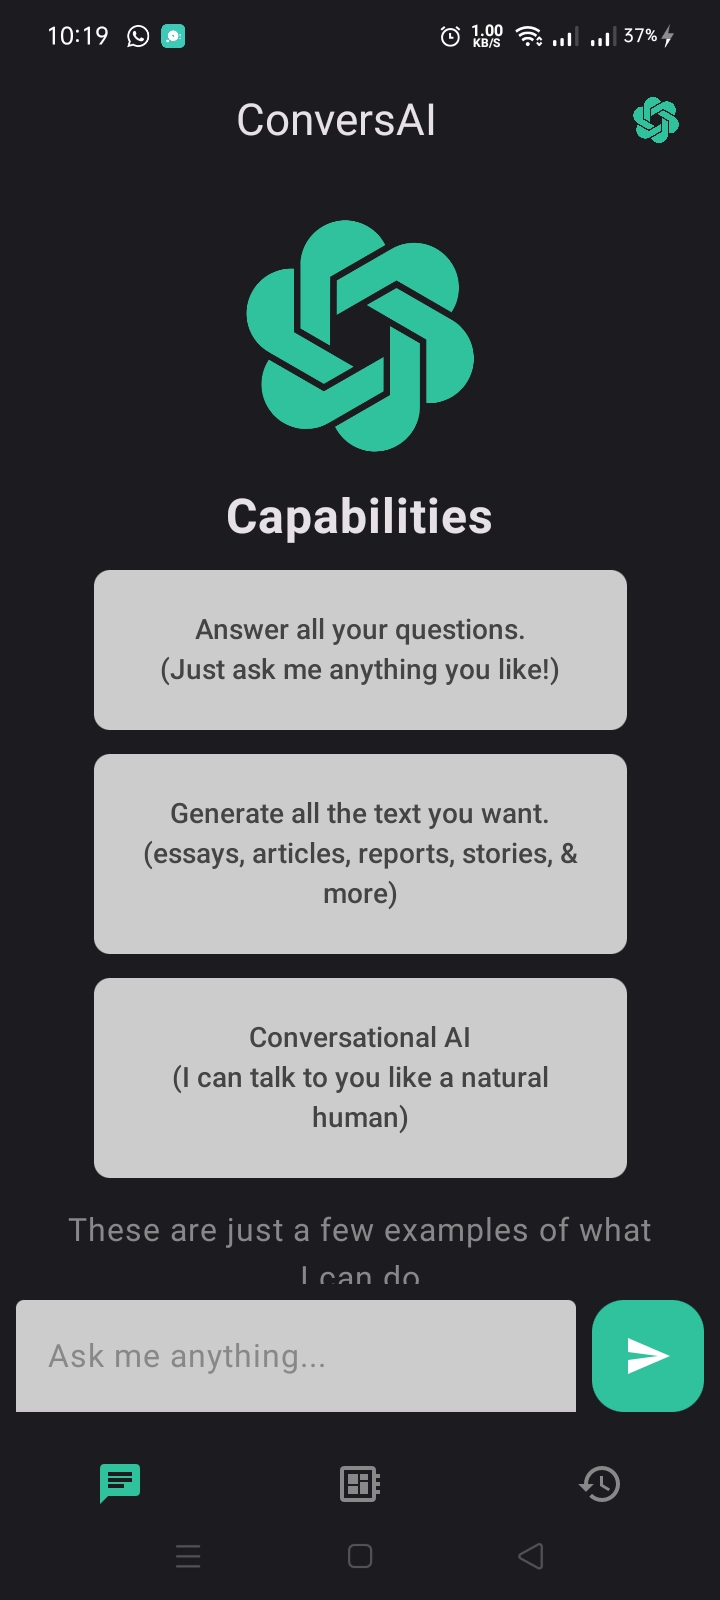 10:19 1.00 KB/S 37%
ConversAI
Capabilities
Answer all your questions.
(Just ask me anything you like!)
Generate all the text you want.
(essays, articles, reports, stories, &
more)
Conversational AI
(I can talk to you like a natural
human)
These are just a few examples of what
I can do
Ask me anything...